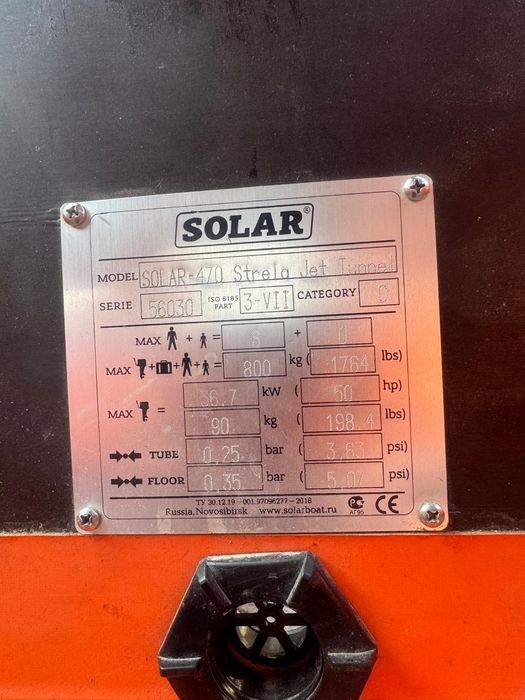 SOLAR®
MODEL SOLAR-470 Strela Jet Tunnel
SERIE 56030 ISO 6185 PART 3-VII CATEGORY C
MAX + = + 0
MAX + + + = 800 kg ( 1764 lbs)
36.7 kW ( 50 hp)
MAX =
90 kg ( 198.4 lbs)
TUBE 0,25 bar ( 3.63 psi)
FLOOR 0,35 bar ( 5.07 psi)
ТУ 30.12.19 - 001.97096277 - 2018
Russia, Novosibirsk www.solarboat.ru
РС АГ95 CE